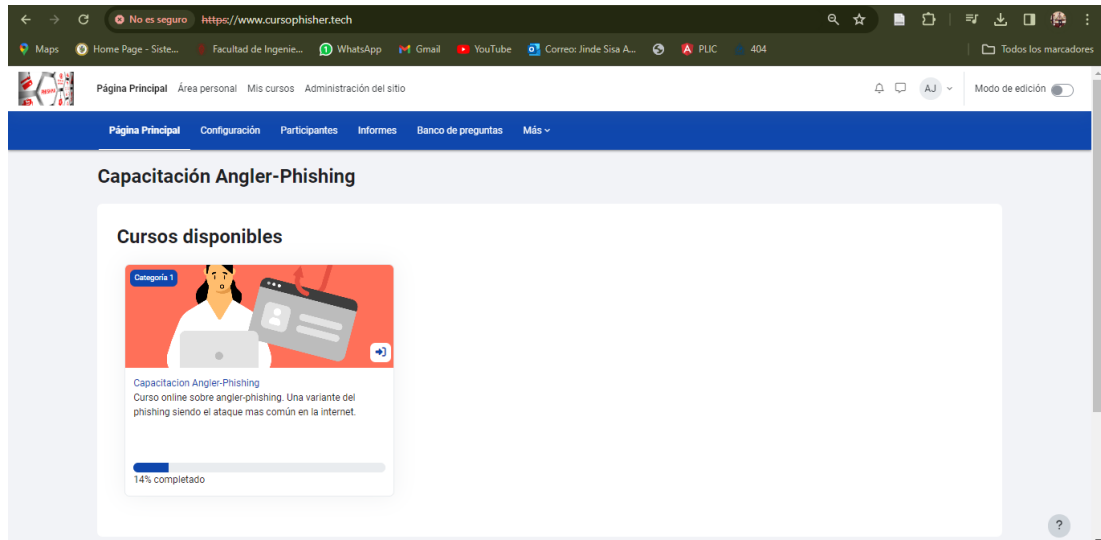 No es seguro https://www.cursophisher.tech
Maps Home Page - Siste... Facultad de Ingenie... WhatsApp Gmail YouTube Correo: Jinde Sisa A... PLIC 404 Todos los marcadores
Página Principal Área personal Mis cursos Administración del sitio AJ Modo de edición
Página Principal Configuración Participantes Informes Banco de preguntas Más
Capacitación Angler-Phishing
Cursos disponibles
Categoría 1
Capacitacion Angler-Phishing
Curso online sobre angler-phishing. Una variante del
phishing siendo el ataque mas común en la internet.
14% completado
?